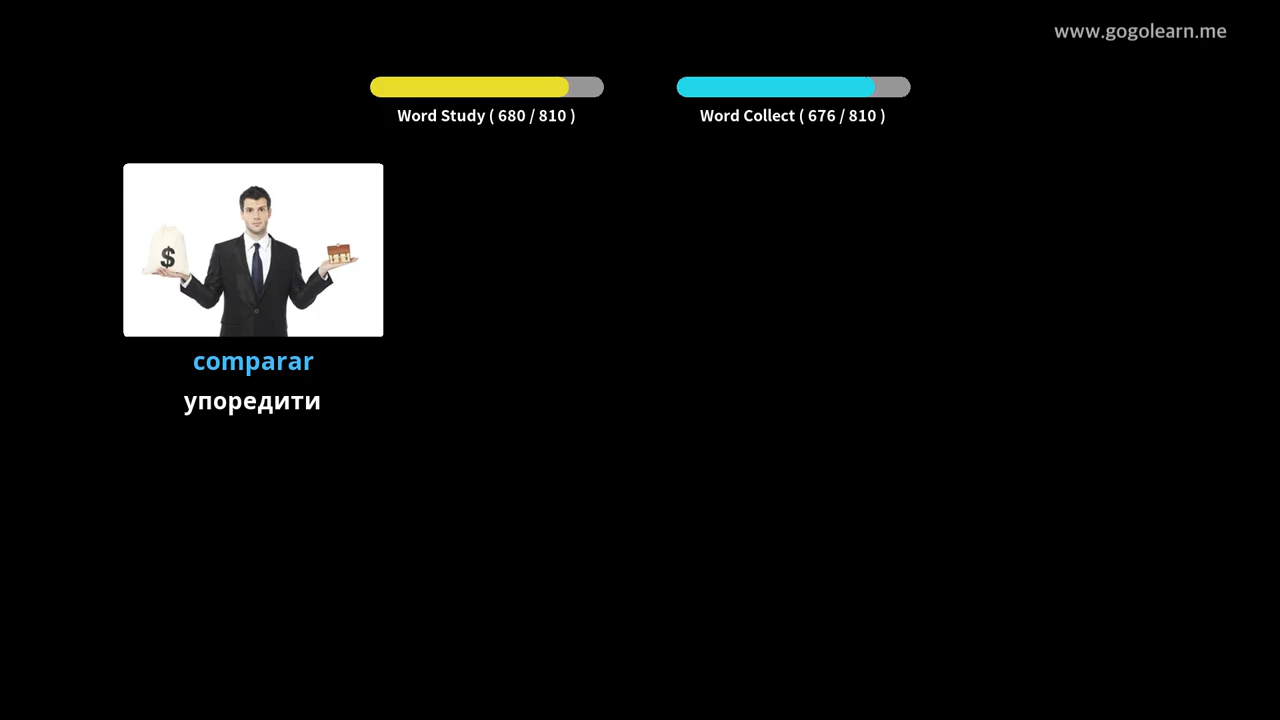 www.gogolearn.me
Word Study ( 680 / 810 )
Word Collect ( 676 / 810 )
$
comparar
упоредити